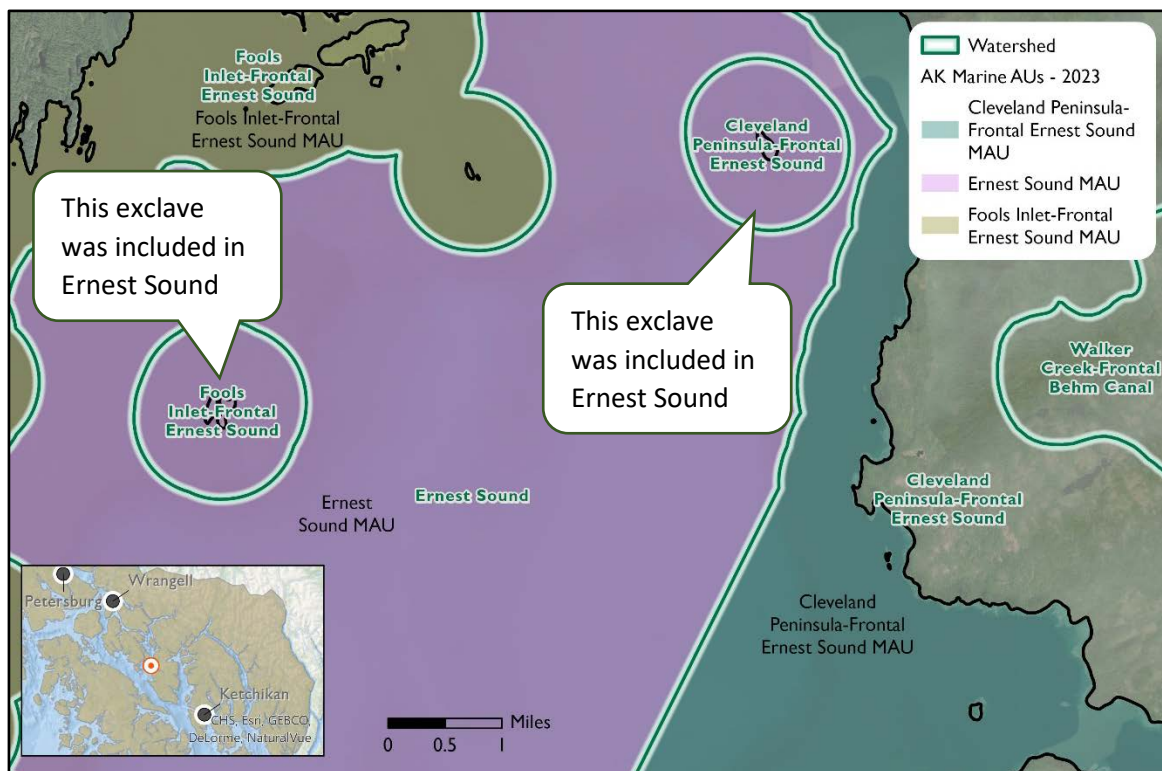 Fools
Inlet-Frontal
Ernest Sound
Fools Inlet-Frontal
Ernest Sound MAU
Cleveland
Peninsula-Frontal
Ernest Sound
Watershed
AK Marine AUs - 2023
Cleveland Peninsula-
Frontal Ernest Sound
MAU
Ernest Sound MAU
Fools Inlet-Frontal
Ernest Sound MAU
This exclave
was included in
Ernest Sound
This exclave
was included in
Ernest Sound
Walker
Creek-Frontal
Behm Canal
Fools
Inlet-Frontal
Ernest Sound
Ernest
Sound MAU
Ernest Sound
Cleveland
Peninsula-Frontal
Ernest Sound
Cleveland
Peninsula-Frontal
Ernest Sound MAU
Wrangell
Petersburg
Ketchikan
CHS, Esri, GEBCO,
DeLorme, NaturalVue
Miles
0 0.5 1